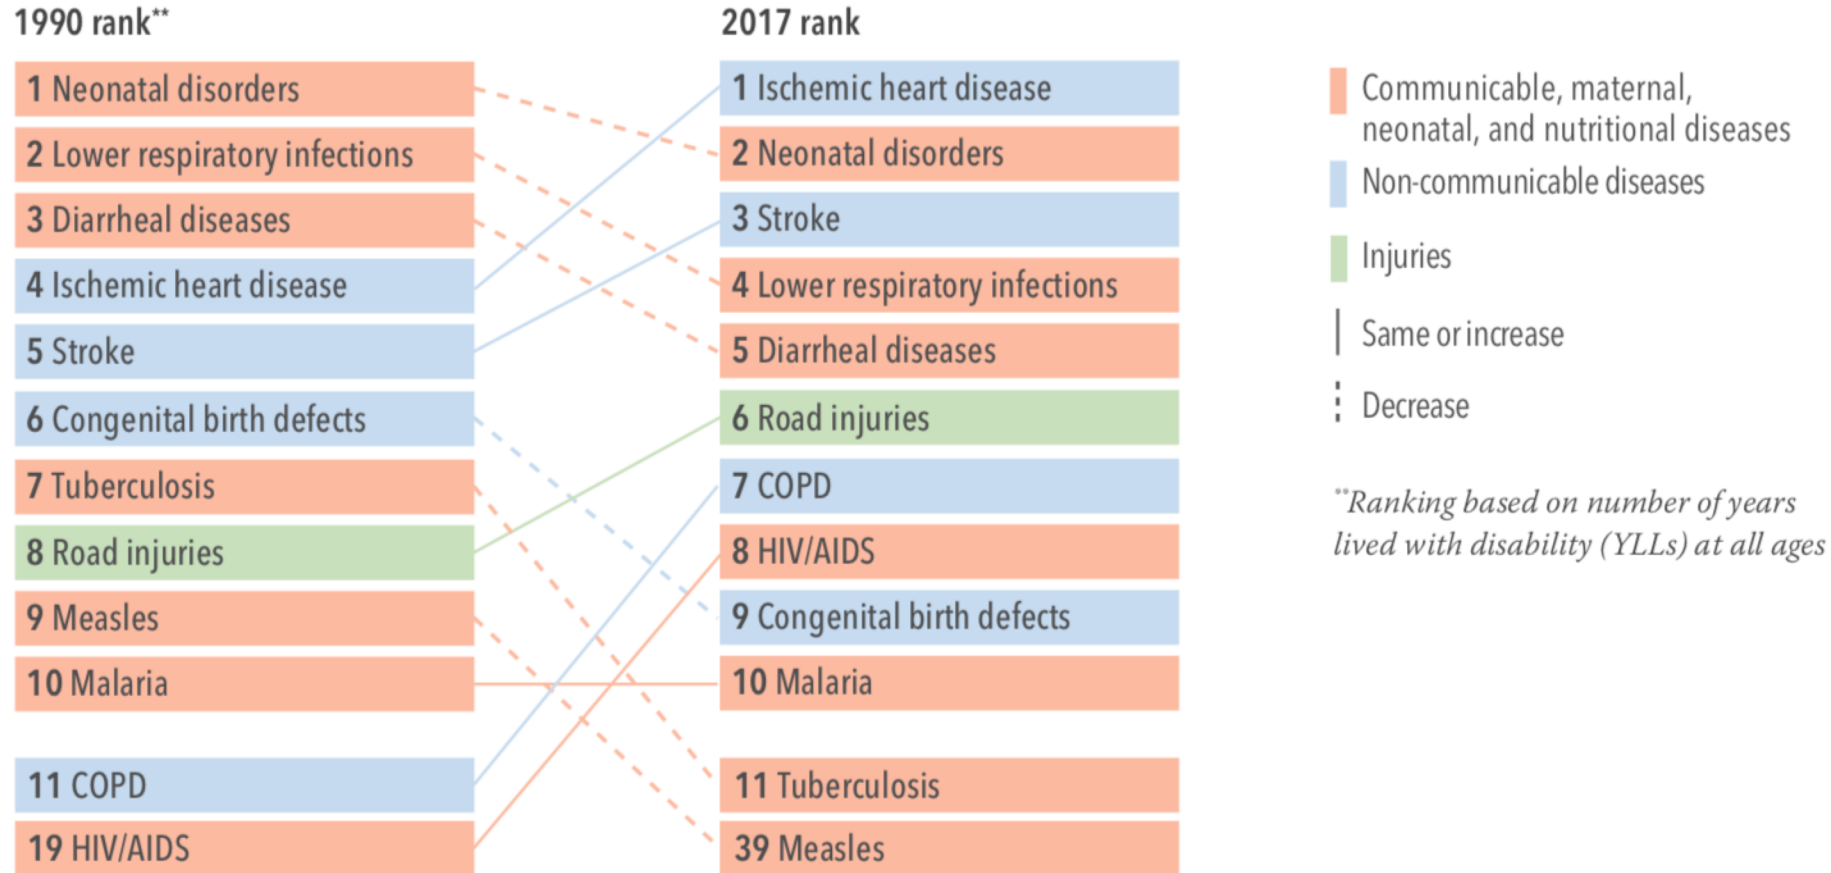 1990 rank**
1 Neonatal disorders
2 Lower respiratory infections
3 Diarrheal diseases
4 Ischemic heart disease
5 Stroke
6 Congenital birth defects
7 Tuberculosis
8 Road injuries
9 Measles
10 Malaria
11 COPD
19 HIV/AIDS
2017 rank
1 Ischemic heart disease
2 Neonatal disorders
3 Stroke
4 Lower respiratory infections
5 Diarrheal diseases
6 Road injuries
7 COPD
8 HIV/AIDS
9 Congenital birth defects
10 Malaria
11 Tuberculosis
39 Measles
Communicable, maternal,
neonatal, and nutritional diseases
Non-communicable diseases
Injuries
Same or increase
Decrease
**Ranking based on number of years
lived with disability (YLLs) at all ages